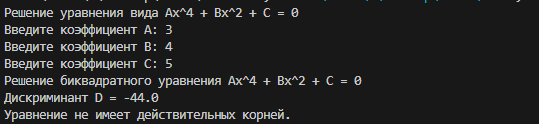 Решение уравнения вида Ax^4 + Bx^2 + C = 0
Введите коэффициент A: 3
Введите коэффициент B: 4
Введите коэффициент C: 5
Решение биквадратного уравнения Ax^4 + Bx^2 + C = 0
Дискриминант D = -44.0
Уравнение не имеет действительных корней.